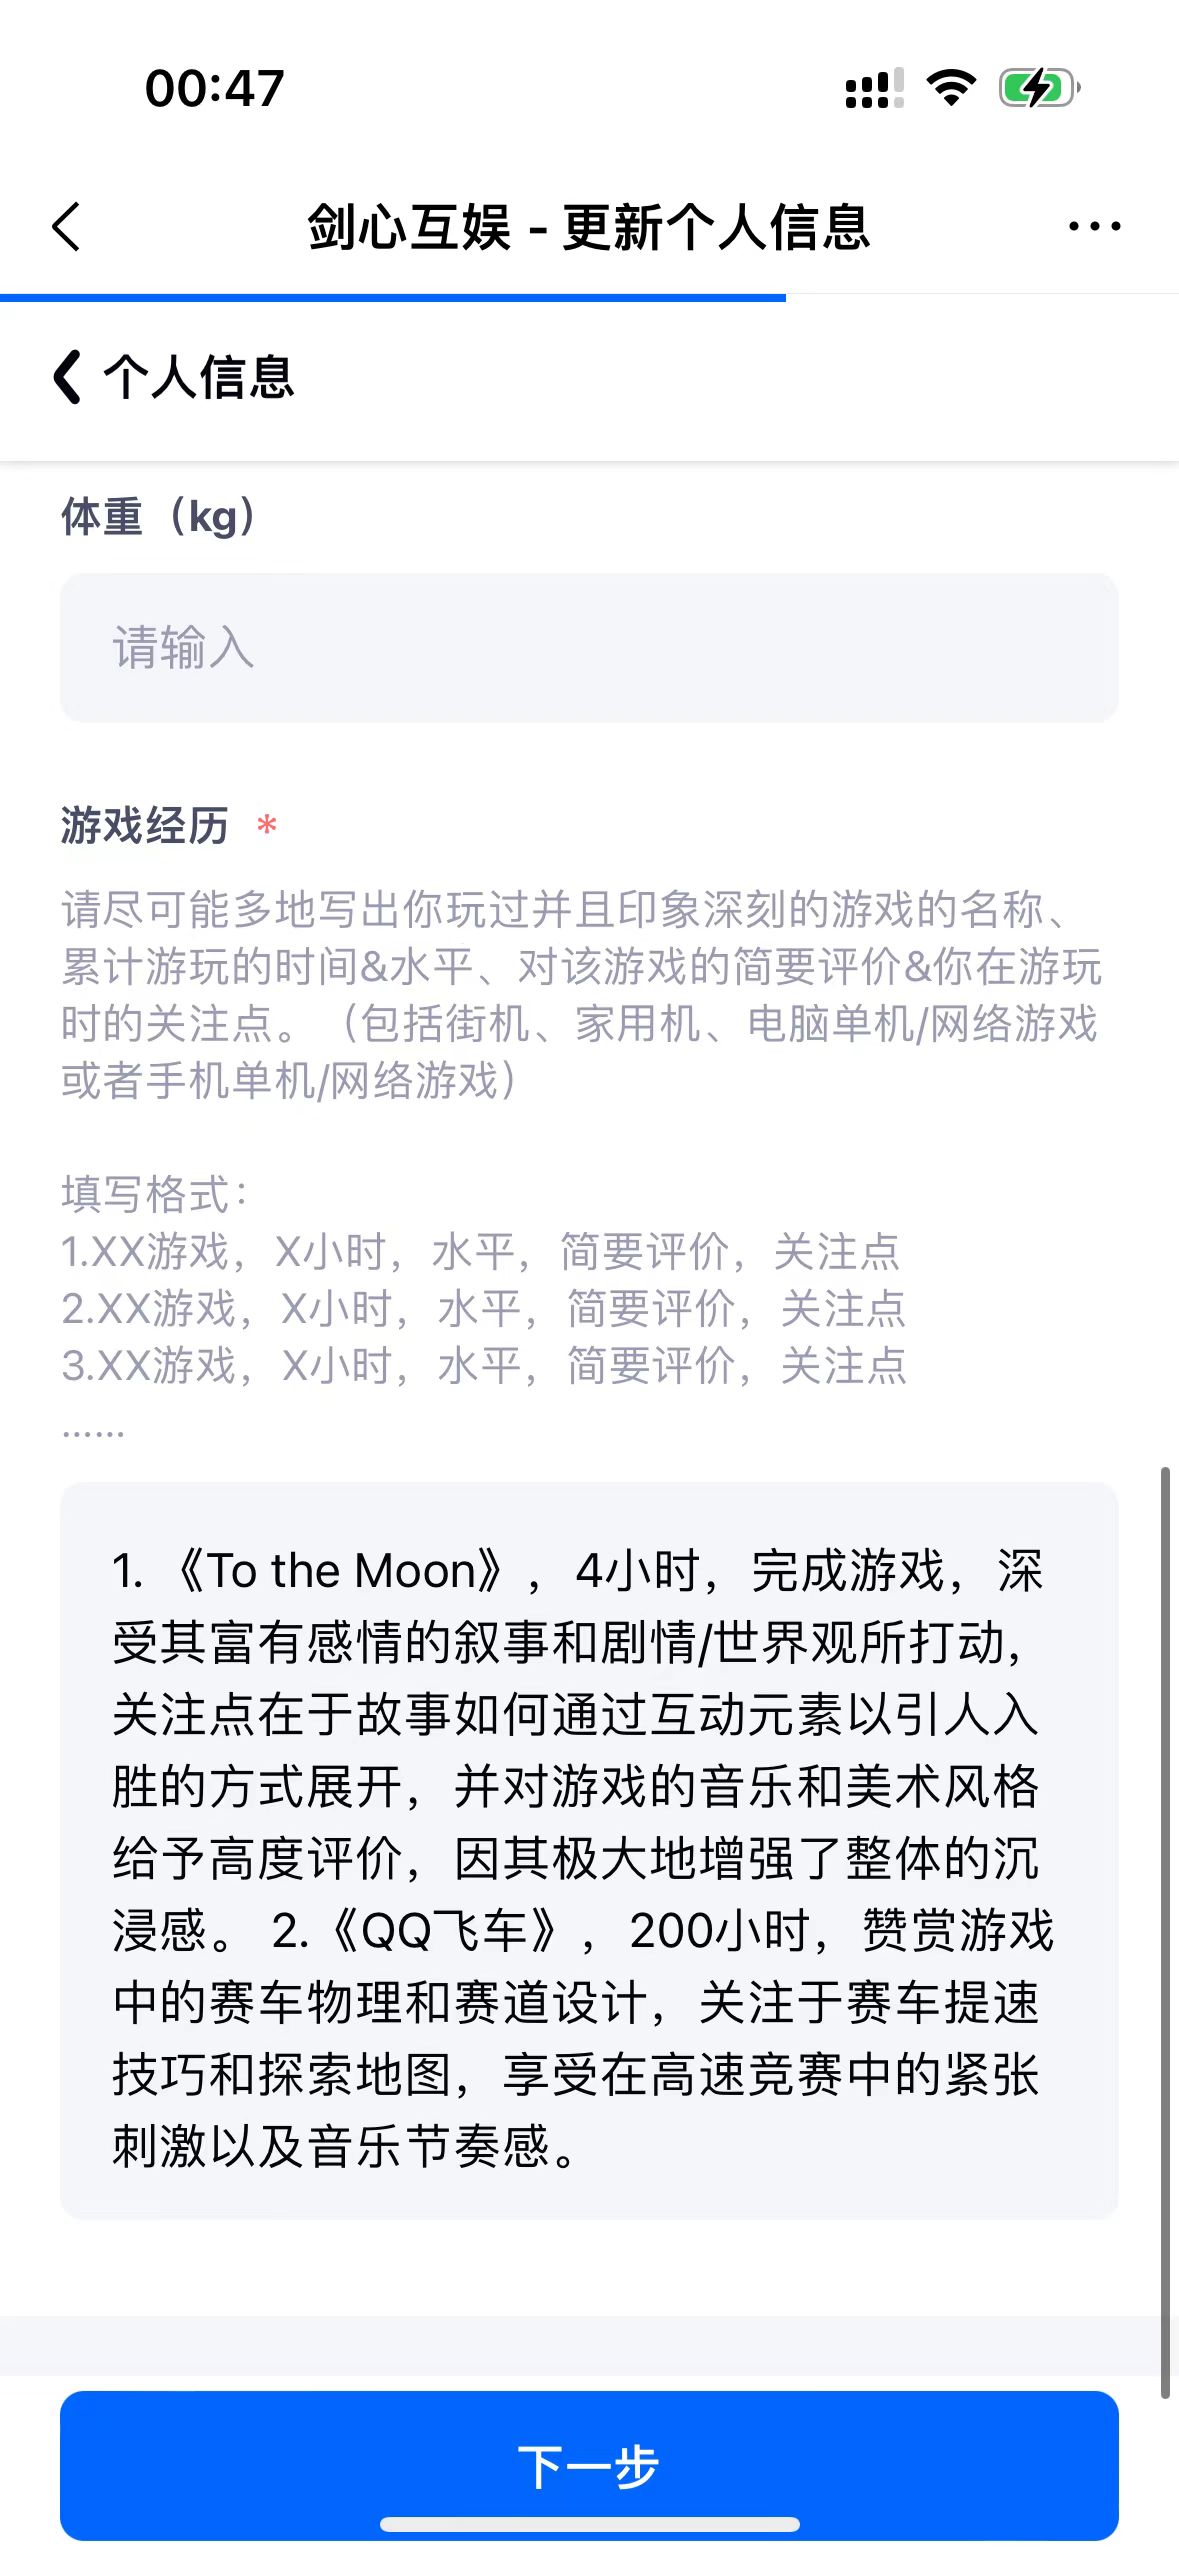 00:47
剑心互娱 - 更新个人信息
个人信息
体重（kg）
请输入
游戏经历 *
请尽可能多地写出你玩过并且印象深刻的游戏的名称、
累计游玩的时间&水平、对该游戏的简要评价&你在游玩
时的关注点。（包括街机、家用机、电脑单机/网络游戏
或者手机单机/网络游戏）
填写格式：
1.XX游戏，X小时，水平，简要评价，关注点
2.XX游戏，X小时，水平，简要评价，关注点
3.XX游戏，X小时，水平，简要评价，关注点
……
1. 《To the Moon》，4小时，完成游戏，深
受其富有感情的叙事和剧情/世界观所打动，
关注点在于故事如何通过互动元素以引人入
胜的方式展开，并对游戏的音乐和美术风格
给予高度评价，因其极大地增强了整体的沉
浸感。 2.《QQ飞车》，200小时，赞赏游戏
中的赛车物理和赛道设计，关注于赛车提速
技巧和探索地图，享受在高速竞赛中的紧张
刺激以及音乐节奏感。
下一步